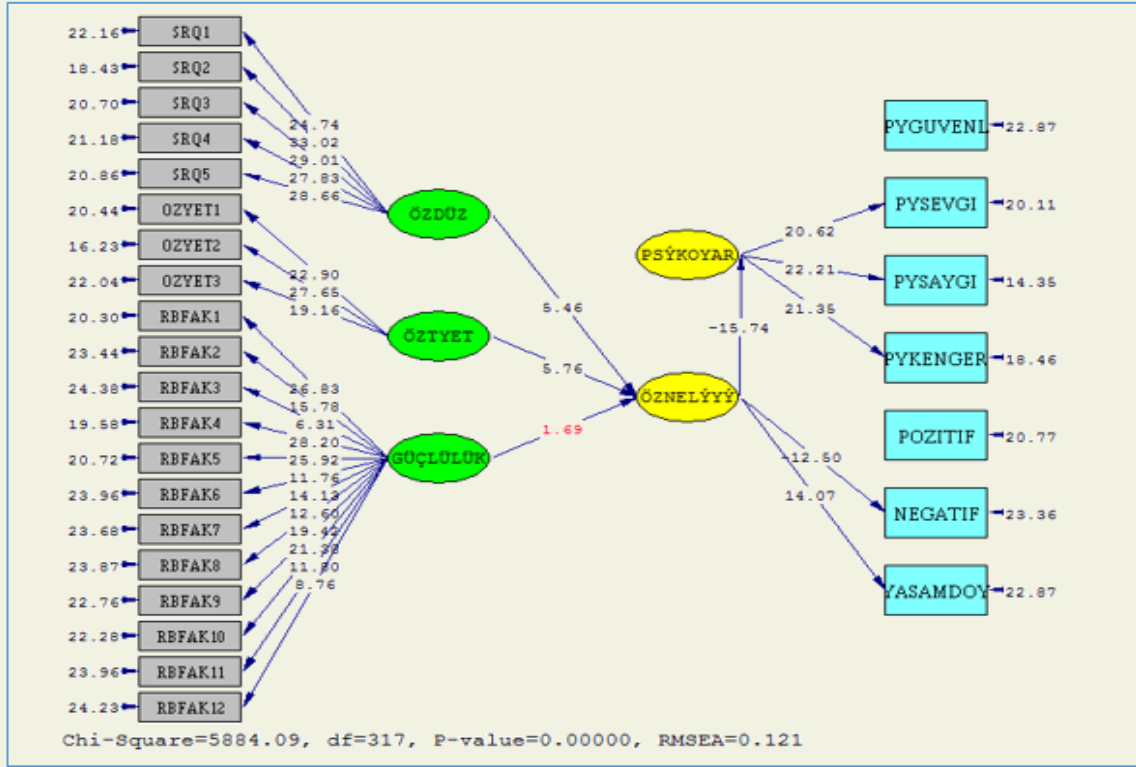 22.16 SRQ1
18.43 SRQ2
20.70 SRQ3
21.18 SRQ4
20.86 SRQ5
20.44 OZYET1
16.23 OZYET2
22.04 OZYET3
20.30 RBFAK1
23.44 RBFAK2
24.38 RBFAK3
19.58 RBFAK4
20.72 RBFAK5
23.96 RBFAK6
23.68 RBFAK7
23.87 RBFAK8
22.76 RBFAK9
22.28 RBFAK10
23.96 RBFAK11
24.23 RBFAK12
24.74
33.02
29.01
27.83
28.66
22.90
27.65
19.16
26.83
15.78
6.31
28.20
25.92
11.76
14.13
12.60
19.42
21.38
11.80
8.76
ÖZDÜZ
ÖZTYET
GÜÇLÜLÜK
5.46
5.76
1.69
PSÝKOYAR
-15.74
ÖZNELÝYÝ
20.62
22.21
21.35
-12.50
14.07
PYGUVENL 22.87
PYSEVGI 20.11
PYSAYGI 14.35
PYKENGER 18.46
POZITIF 20.77
NEGATIF 23.36
YASAMDOY 22.87
Chi-Square=5884.09, df=317, P-value=0.00000, RMSEA=0.121